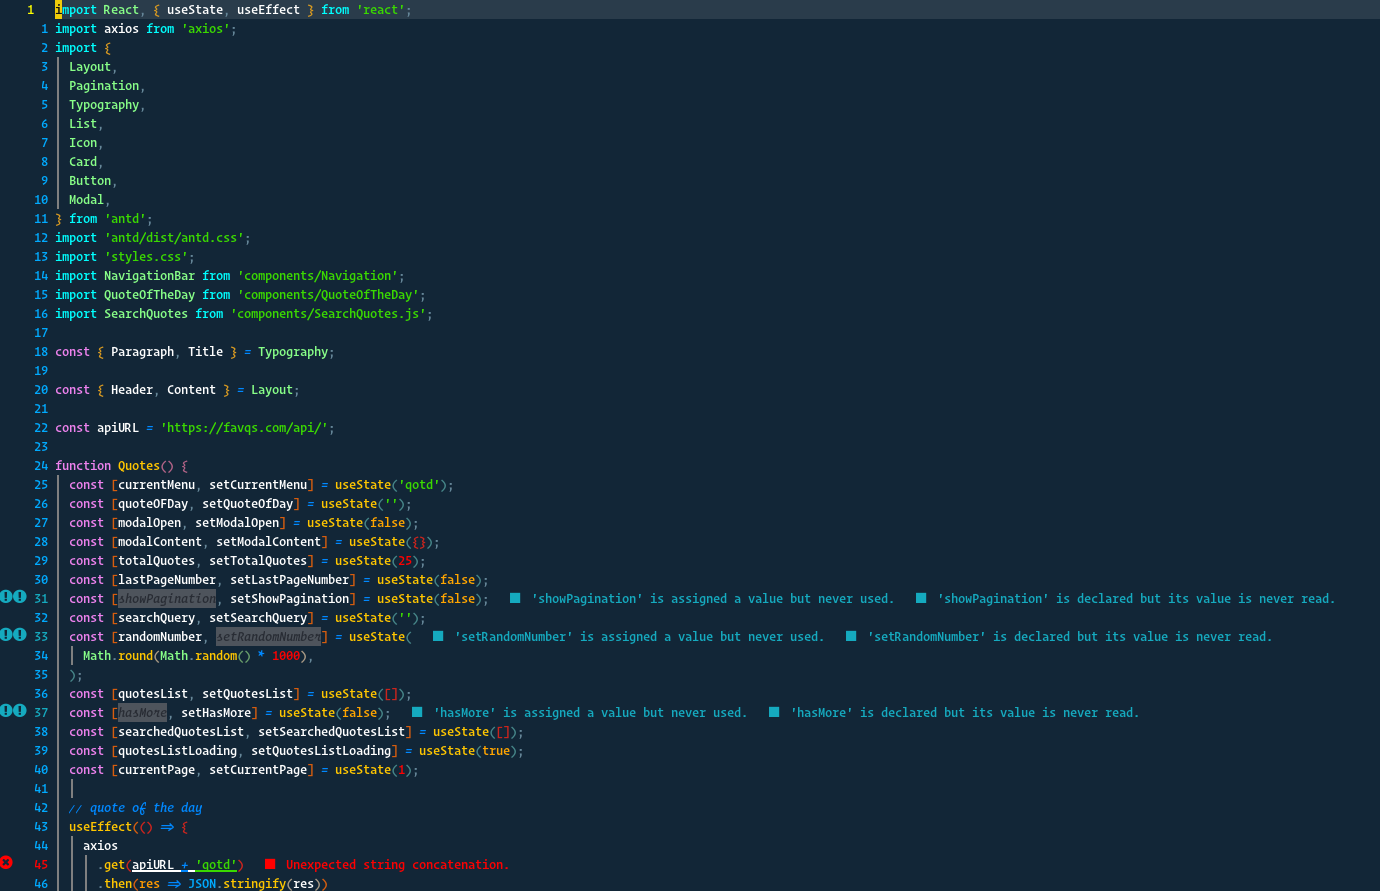 1 import React, { useState, useEffect } from 'react';
1 import axios from 'axios';
2 import {
3 Layout,
4 Pagination,
5 Typography,
6 List,
7 Icon,
8 Card,
9 Button,
10 Modal,
11 } from 'antd';
12 import 'antd/dist/antd.css';
13 import 'styles.css';
14 import NavigationBar from 'components/Navigation';
15 import QuoteOfTheDay from 'components/QuoteOfTheDay';
16 import SearchQuotes from 'components/SearchQuotes.js';
17
18 const { Paragraph, Title } = Typography;
19
20 const { Header, Content } = Layout;
21
22 const apiURL = 'https://favqs.com/api/';
23
24 function Quotes() {
25 const [currentMenu, setCurrentMenu] = useState('qotd');
26 const [quoteOFDay, setQuoteOfDay] = useState('');
27 const [modalOpen, setModalOpen] = useState(false);
28 const [modalContent, setModalContent] = useState({});
29 const [totalQuotes, setTotalQuotes] = useState(25);
30 const [lastPageNumber, setLastPageNumber] = useState(false);
31 const [showPagination, setShowPagination] = useState(false); ■ 'showPagination' is assigned a value but never used. ■ 'showPagination' is declared but its value is never read.
32 const [searchQuery, setSearchQuery] = useState('');
33 const [randomNumber, setRandomNumber] = useState( ■ 'setRandomNumber' is assigned a value but never used. ■ 'setRandomNumber' is declared but its value is never read.
34 Math.round(Math.random() * 1000),
35 );
36 const [quotesList, setQuotesList] = useState([]);
37 const [hasMore, setHasMore] = useState(false); ■ 'hasMore' is assigned a value but never used. ■ 'hasMore' is declared but its value is never read.
38 const [searchedQuotesList, setSearchedQuotesList] = useState([]);
39 const [quotesListLoading, setQuotesListLoading] = useState(true);
40 const [currentPage, setCurrentPage] = useState(1);
41
42 // quote of the day
43 useEffect(() => {
44 axios
45 .get(apiURL + 'qotd') ■ Unexpected string concatenation.
46 .then(res => JSON.stringify(res))